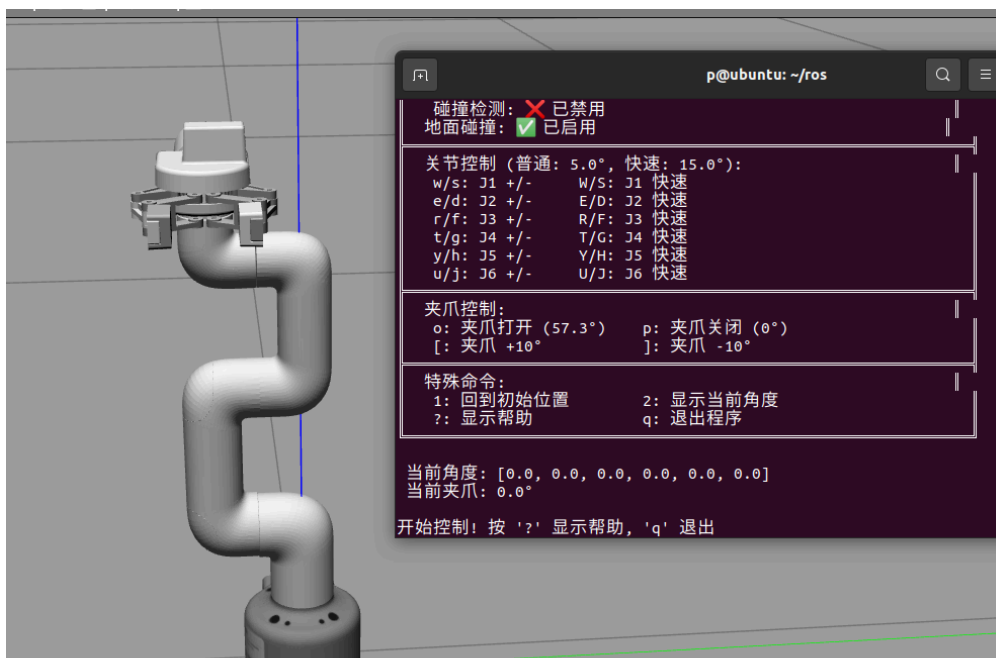 p@ubuntu: ~/ros
碰撞检测: ❌ 已禁用
地面碰撞: ✅ 已启用
关节控制 (普通: 5.0°, 快速: 15.0°):
w/s: J1 +/- W/S: J1 快速
e/d: J2 +/- E/D: J2 快速
r/f: J3 +/- R/F: J3 快速
t/g: J4 +/- T/G: J4 快速
y/h: J5 +/- Y/H: J5 快速
u/j: J6 +/- U/J: J6 快速
夹爪控制:
o: 夹爪打开 (57.3°) p: 夹爪关闭 (0°)
[: 夹爪 +10° ]: 夹爪 -10°
特殊命令:
1: 回到初始位置 2: 显示当前角度
?: 显示帮助 q: 退出程序
当前角度: [0.0, 0.0, 0.0, 0.0, 0.0, 0.0]
当前夹爪: 0.0°
开始控制! 按 '?' 显示帮助, 'q' 退出